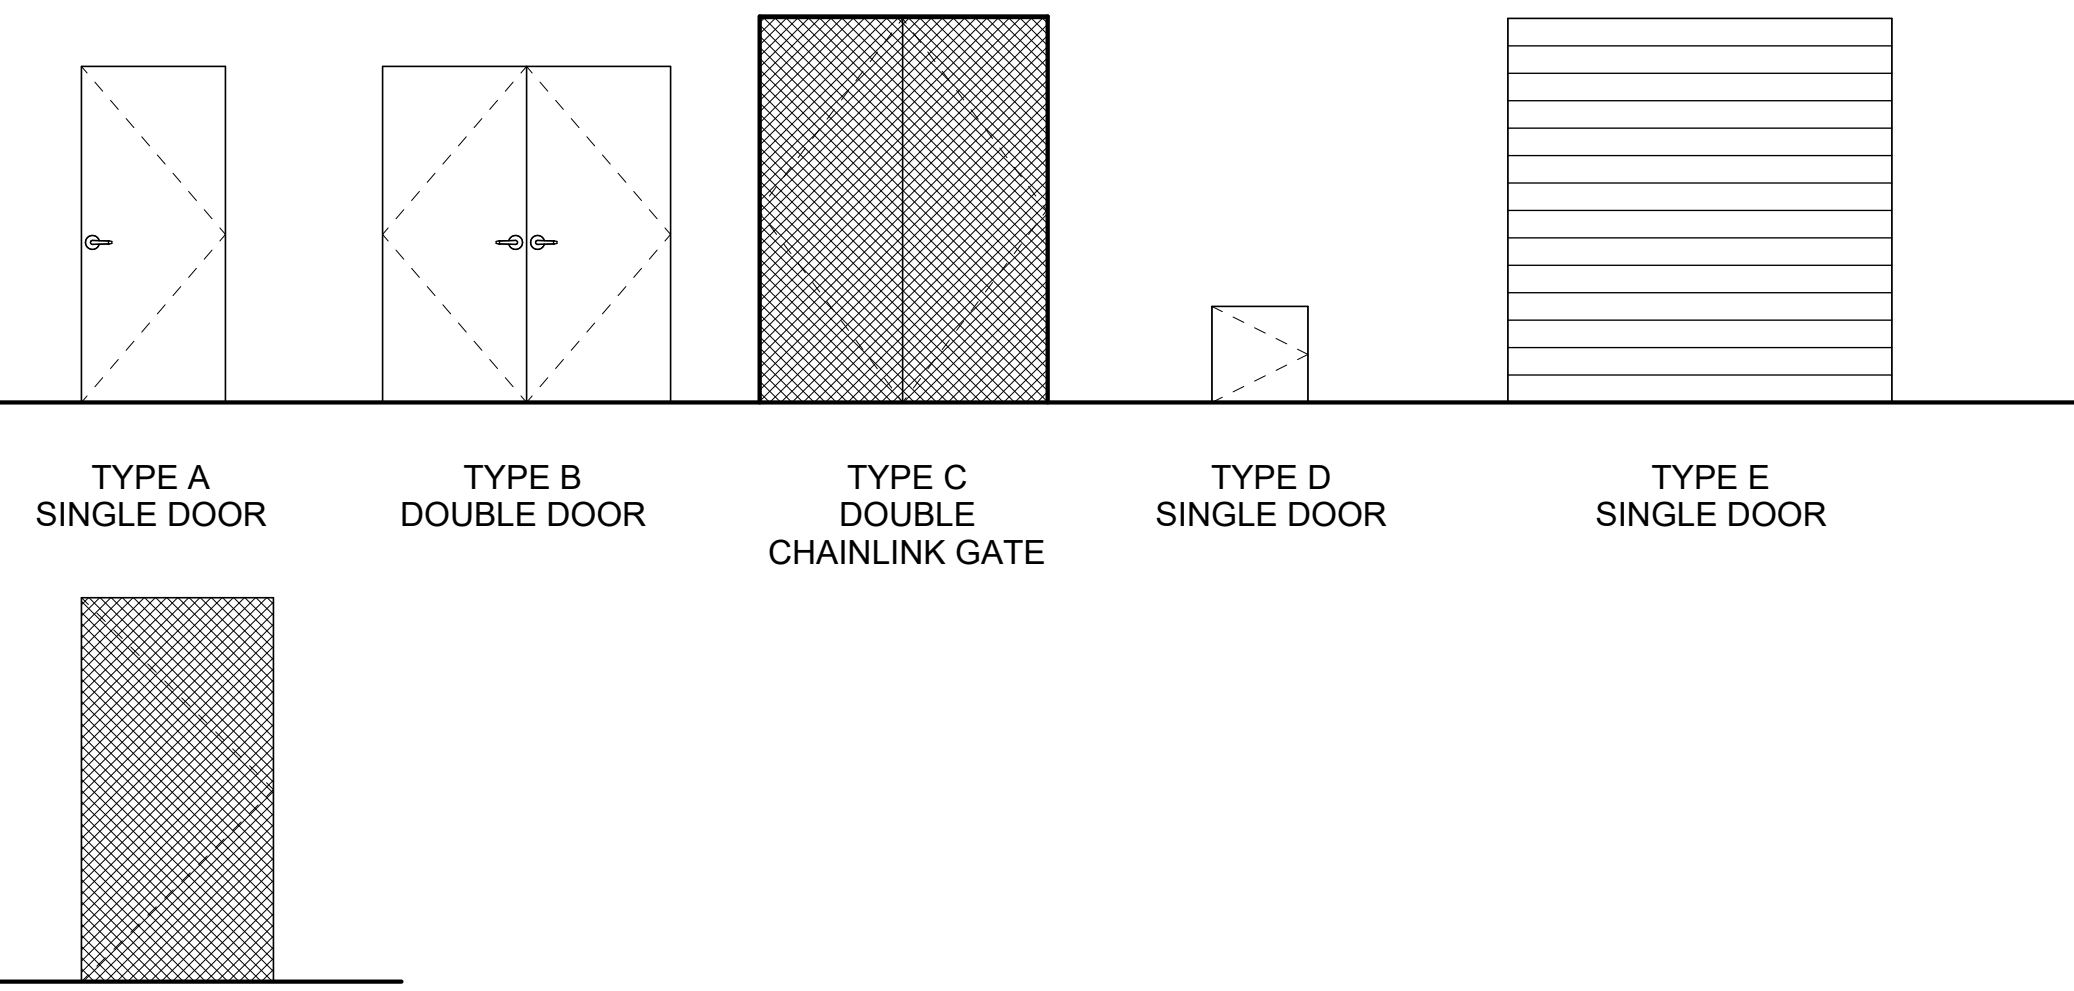 TYPE A
SINGLE DOOR
TYPE B
DOUBLE DOOR
TYPE C
DOUBLE
CHAINLINK GATE
TYPE D
SINGLE DOOR
TYPE E
SINGLE DOOR